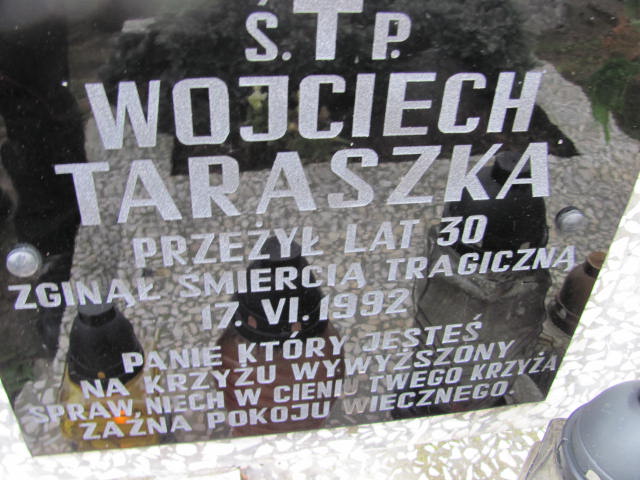 Ś. † P.
WOJCIECH
TARASZKA
PRZEŻYŁ LAT 30
ZGINĄŁ ŚMIERCIĄ TRAGICZNĄ
17. VI. 1992
PANIE KTÓRY JESTEŚ
NA KRZYŻU WYWYŻSZONY
SPRAW, NIECH W CIENIU TWEGO KRZYŻA
ZAZNA POKOJU WIECZNEGO.